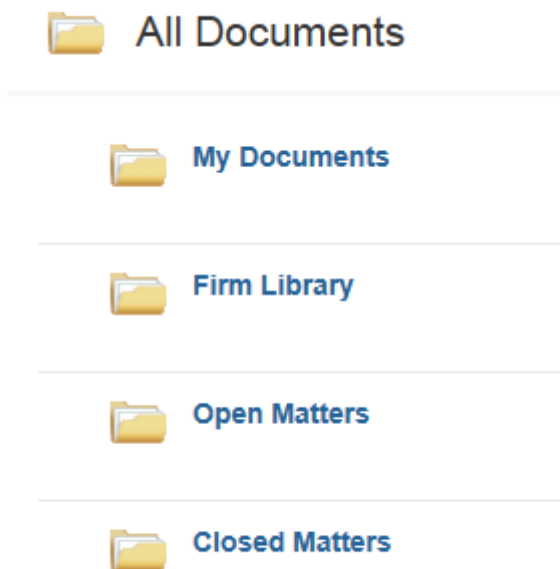 All Documents
My Documents
Firm Library
Open Matters
Closed Matters